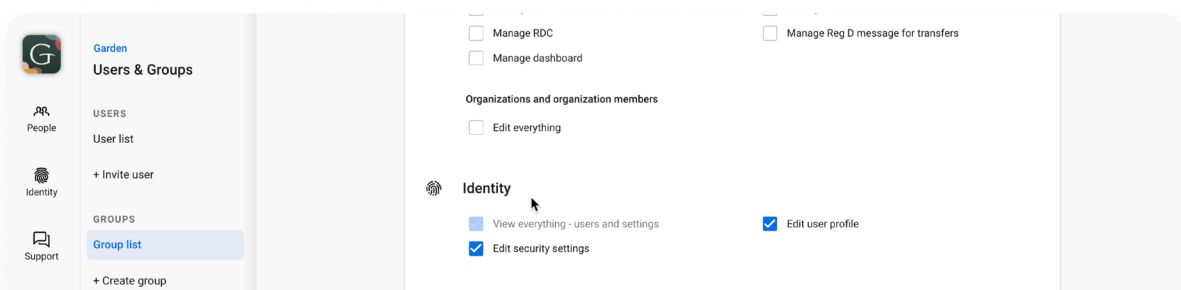 G
People
Identity
Support
Garden
Users & Groups
USERS
User list
+ Invite user
GROUPS
Group list
+ Create group
Manage RDC
Manage Reg D message for transfers
Manage dashboard
Organizations and organization members
Edit everything
Identity
View everything - users and settings
Edit user profile
Edit security settings